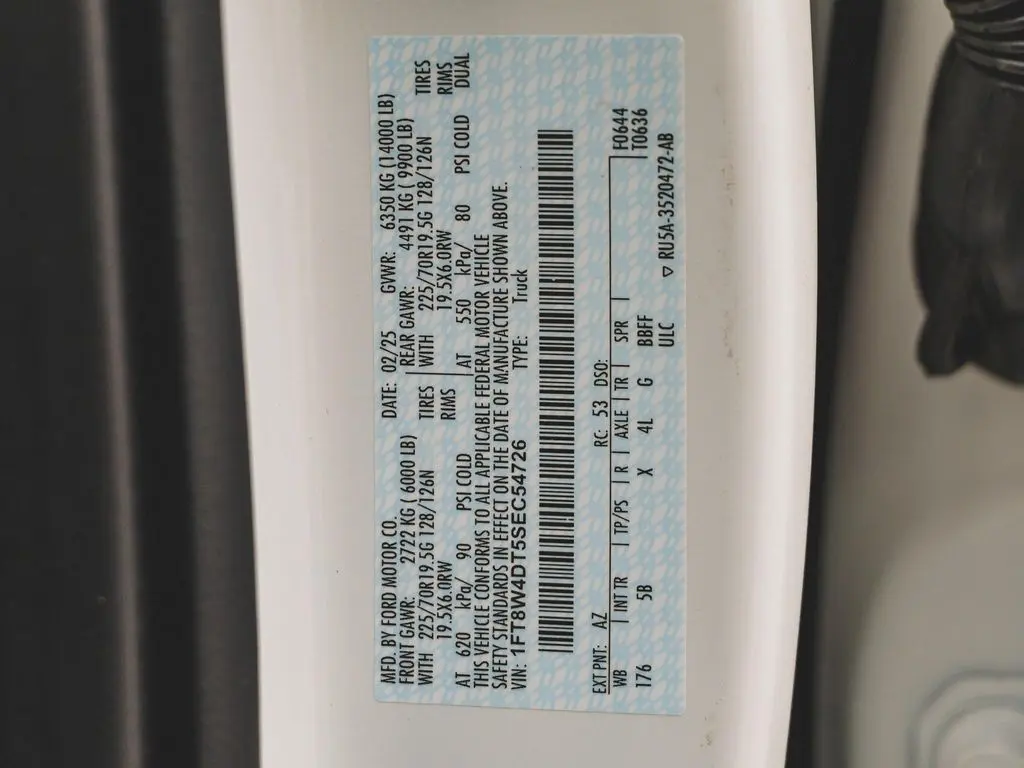 MFD. BY FORD MOTOR CO. DATE: 02/25 GVWR: 6350 KG (14000 LB)
FRONT GAWR: 2722 KG ( 6000 LB) REAR GAWR: 4491 KG ( 9900 LB)
WITH 225/70R19.5G 128/126N TIRES WITH 225/70R19.5G 128/126N TIRES
19.5X6.0RW RIMS 19.5X6.0RW RIMS
AT 620 kPa/ 90 PSI COLD AT 550 kPa/ 80 PSI COLD DUAL
THIS VEHICLE CONFORMS TO ALL APPLICABLE FEDERAL MOTOR VEHICLE
SAFETY STANDARDS IN EFFECT ON THE DATE OF MANUFACTURE SHOWN ABOVE.
VIN: 1FT8W4DT5SEC54726 TYPE: Truck
EXT PNT: AZ RC: 53 DSO: F0644
WB INT TR TP/PS R AXLE TR SPR T0636
176 5B X 4L G BBFF
ULC ▽ RU5A-3520472-AB